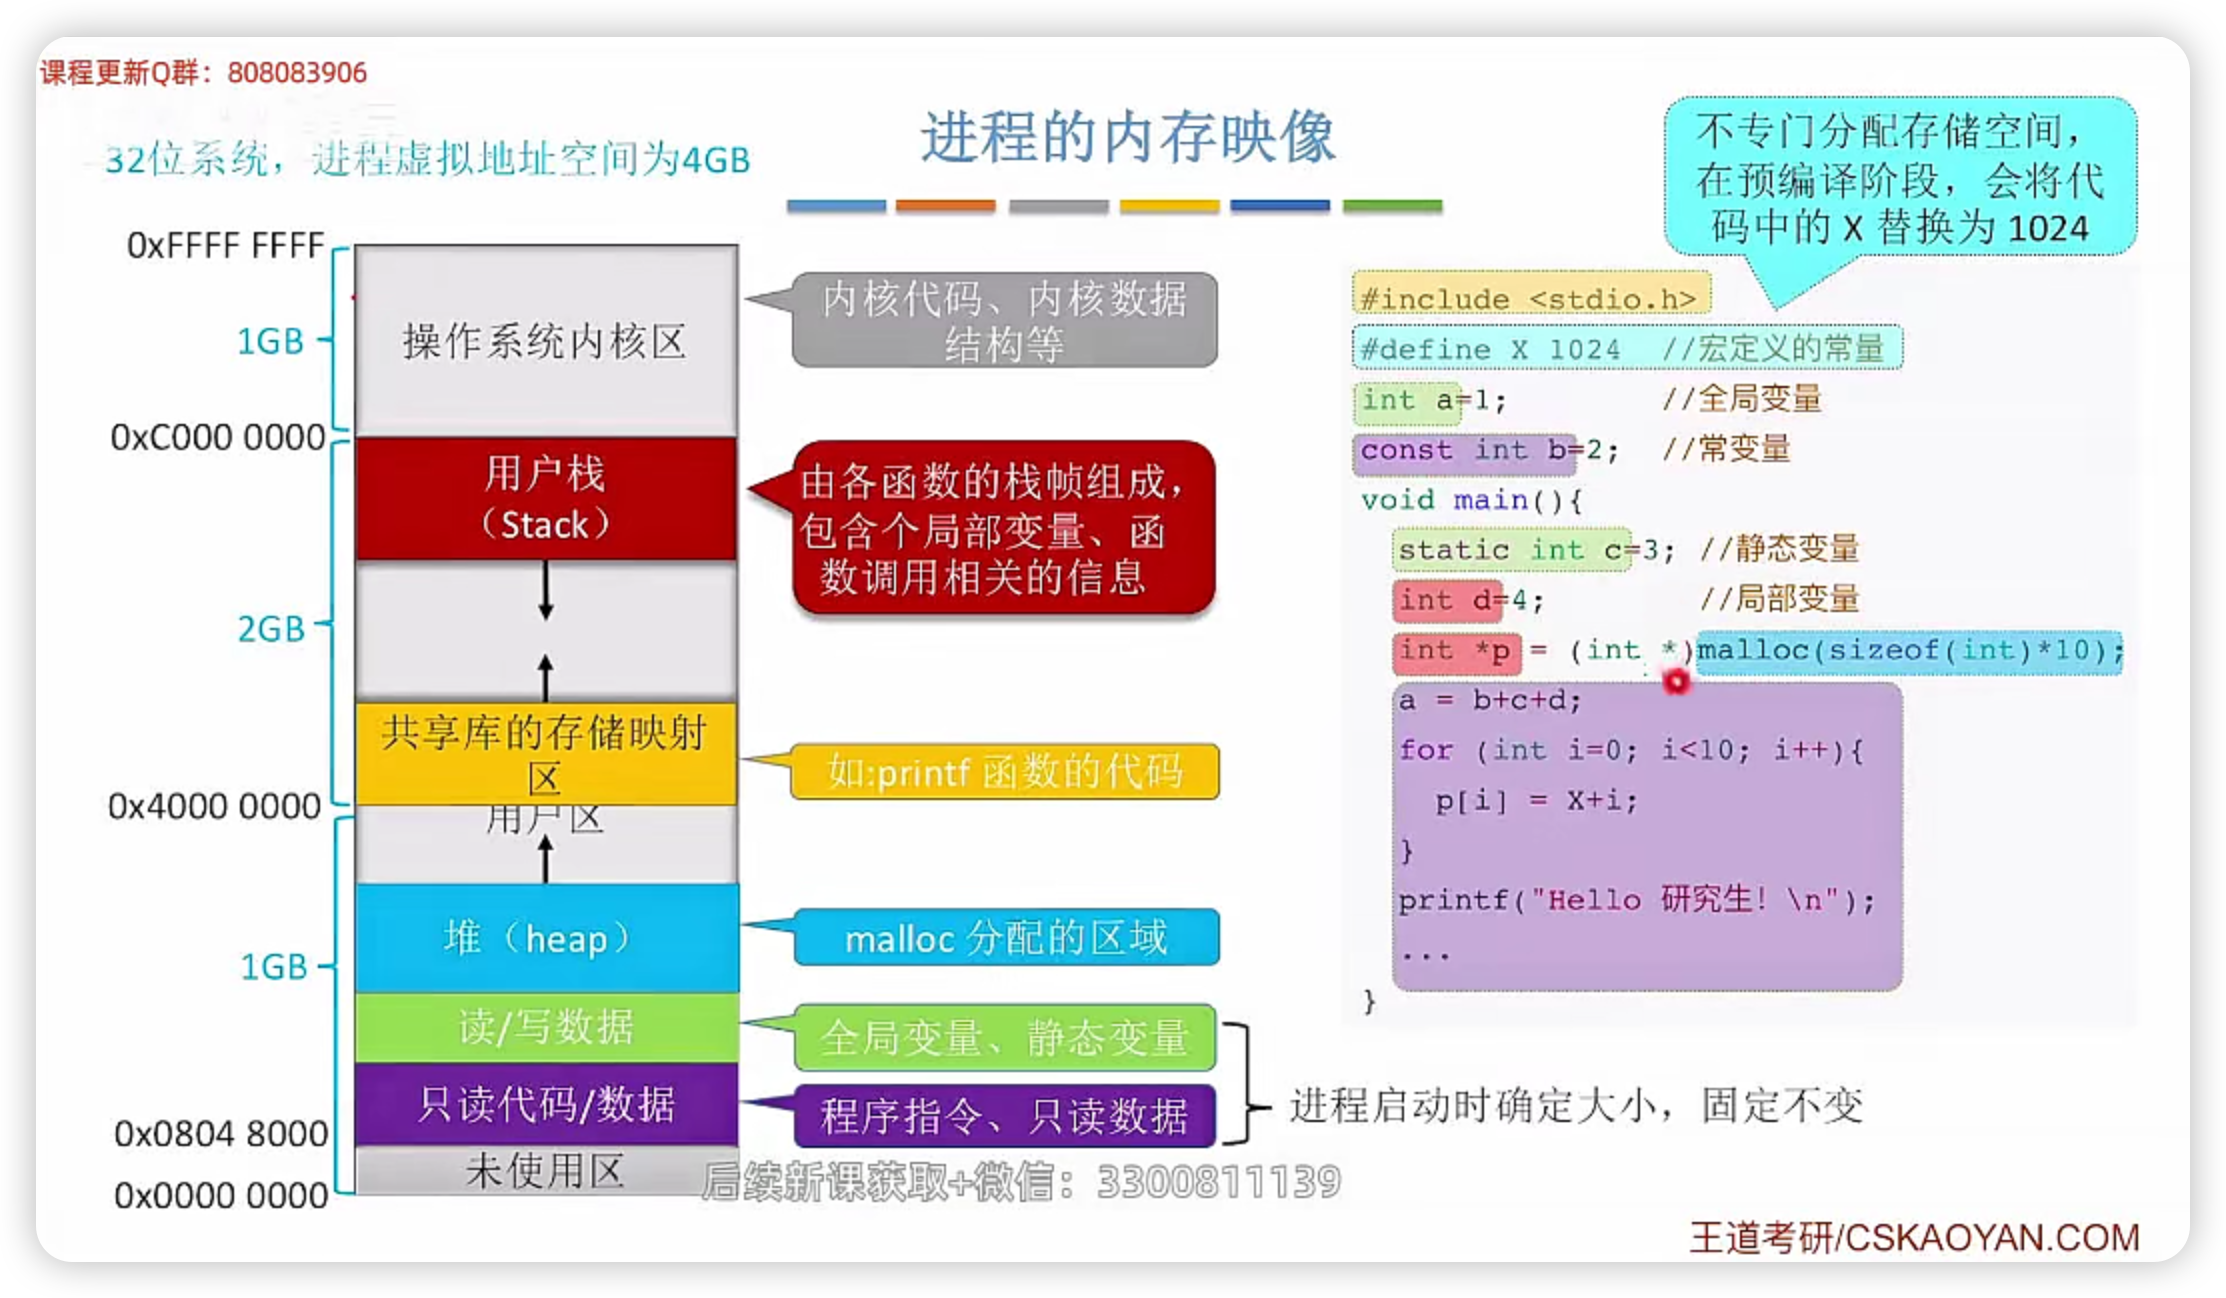 课程更新Q群：808083906
进程的内存映像
32位系统，进程虚拟地址空间为4GB
不专门分配存储空间，
在预编译阶段，会将代
码中的 X 替换为 1024
0xFFFF FFFF
1GB
操作系统内核区
内核代码、内核数据
结构等
0xC000 0000
用户栈
（Stack）
由各函数的栈帧组成，
包含个局部变量、函
数调用相关的信息
2GB
共享库的存储映射
区
如:printf 函数的代码
0x4000 0000
用户区
堆（heap）
malloc 分配的区域
1GB
读/写数据
全局变量、静态变量
只读代码/数据
程序指令、只读数据
进程启动时确定大小，固定不变
0x0804 8000
未使用区
0x0000 0000
#include <stdio.h>
#define X 1024 //宏定义的常量
int a=1; //全局变量
const int b=2; //常变量
void main(){
static int c=3; //静态变量
int d=4; //局部变量
int *p = (int *)malloc(sizeof(int)*10);
a = b+c+d;
for (int i=0; i<10; i++){
p[i] = X+i;
}
printf("Hello 研究生！\n");
...
}
后续新课获取+微信：3300811139
王道考研/CSKAOYAN.COM